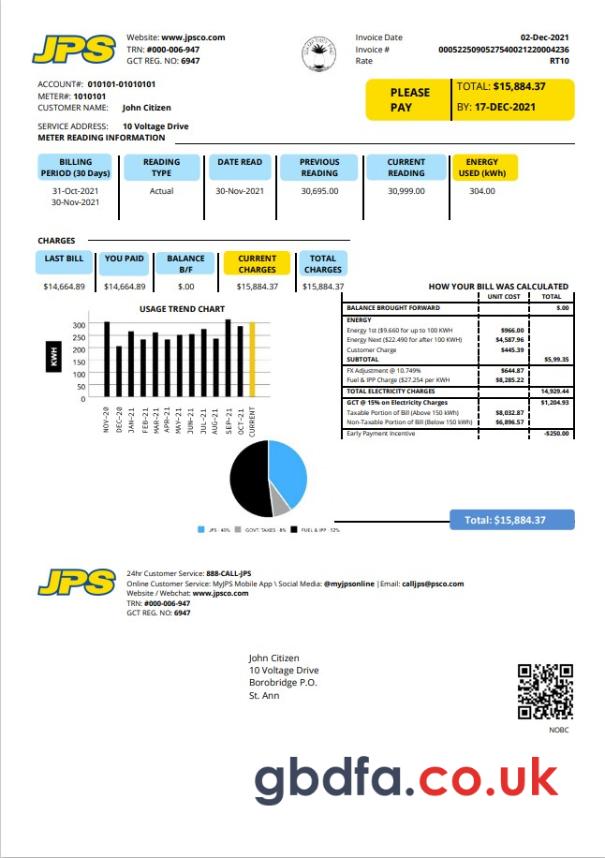 JPS
Website: www.jpsco.com
TRN: #000-006-947
GCT REG. NO: 6947
Invoice Date 02-Dec-2021
Invoice # 00052250905275400212200004236
Rate RT10
ACCOUNT#: 010101-01010101
METER#: 1010101
CUSTOMER NAME: John Citizen
SERVICE ADDRESS: 10 Voltage Drive
PLEASE PAY
TOTAL: $15,884.37
BY: 17-DEC-2021
METER READING INFORMATION
BILLING PERIOD (30 Days) READING TYPE DATE READ PREVIOUS READING CURRENT READING ENERGY USED (kWh)
31-Oct-2021 Actual 30-Nov-2021 30,695.00 30,999.00 304.00
30-Nov-2021
CHARGES
LAST BILL YOU PAID BALANCE B/F CURRENT CHARGES TOTAL CHARGES
$14,664.89 $14,664.89 $.00 $15,884.37 $15,884.37
HOW YOUR BILL WAS CALCULATED
UNIT COST TOTAL
BALANCE BROUGHT FORWARD $.00
ENERGY
Energy 1st ($9.660 for up to 100 KWH $966.00
Energy Next ($22.490 for after 100 KWH) $4,587.96
Customer Charge $445.39
SUBTOTAL $5,99.35
FX Adjustment @ 10.749% $644.87
Fuel & IPP Charge ($27.254 per KWH $8,285.22
TOTAL ELECTRICITY CHARGES 14,929.44
GCT @ 15% on Electricity Charges $1,204.93
Taxable Portion of Bill (Above 150 kWh) $8,032.87
Non-Taxable Portion of Bill (Below 150 kWh) $6,896.57
Early Payment Incentive -$250.00
USAGE TREND CHART
KWH
300
250
200
150
100
50
0
NOV-20 DEC-20 JAN-21 FEB-21 MAR-21 APR-21 MAY-21 JUN-21 JUL-21 AUG-21 SEP-21 OCT-21 CURRENT
JPS - 40% GOVT. TAXES - 8% FUEL & IPP - 52%
Total: $15,884.37
JPS
24hr Customer Service: 888-CALL-JPS
Online Customer Service: MyJPS Mobile App \ Social Media: @myjpsonline |Email: calljps@psco.com
Website / Webchat: www.jpsco.com
TRN: #000-006-947
GCT REG. NO: 6947
John Citizen
10 Voltage Drive
Borobridge P.O.
St. Ann
NOBC
gbdfa.co.uk